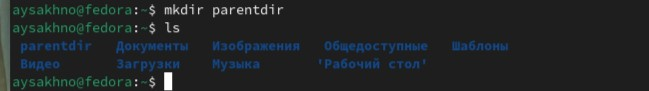 aysakhno@fedora:~$ mkdir parentdir
aysakhno@fedora:~$ ls
parentdir Документы Изображения Общедоступные Шаблоны
Видео Загрузки Музыка 'Рабочий стол'
aysakhno@fedora:~$